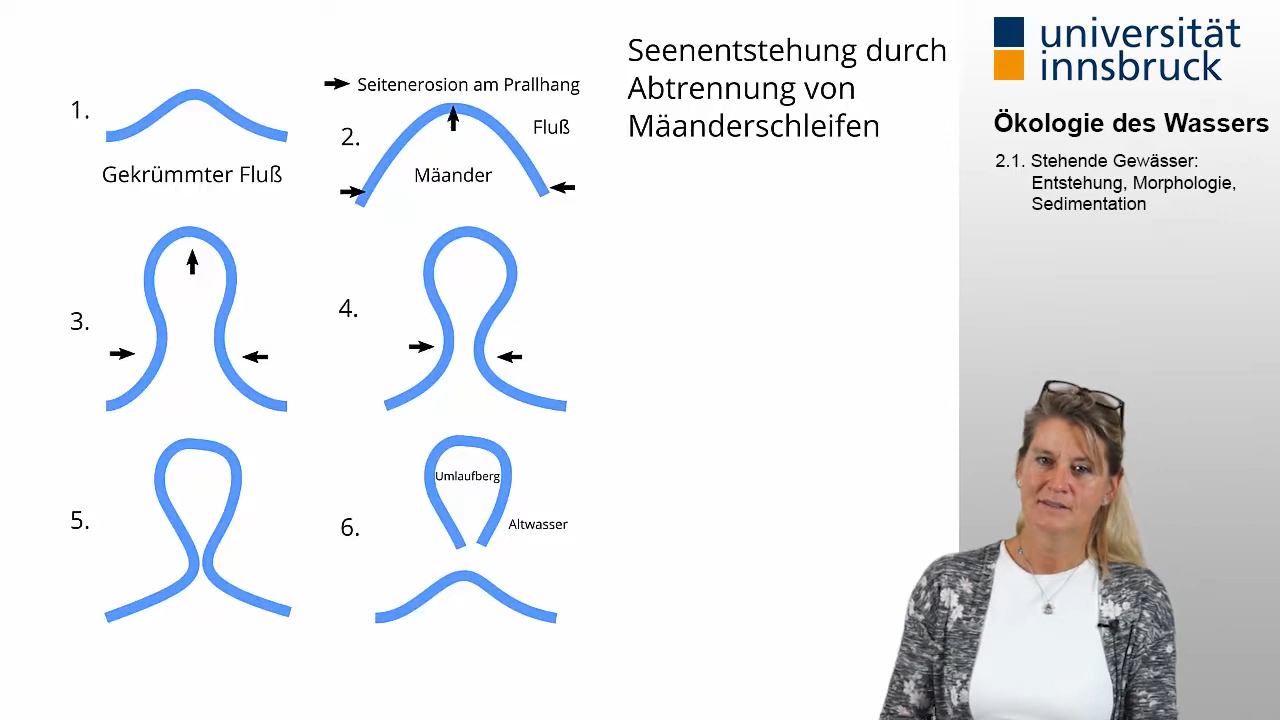 Seenentstehung durch
Abtrennung von
Mäanderschleifen
Seitenerosion am Prallhang
1.
Gekrümmter Fluß
2.
Fluß
Mäander
3.
4.
5.
6.
Umlaufberg
Altwasser
universität
innsbruck
Ökologie des Wassers
2.1. Stehende Gewässer:
Entstehung, Morphologie,
Sedimentation